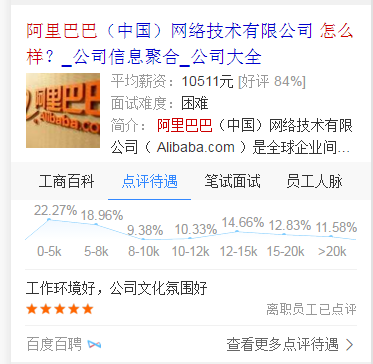 阿里巴巴（中国）网络技术有限公司 怎么
样？_公司信息聚合_公司大全
阿里巴巴
Alibaba.com
平均薪资：10511元 [好评 84%]
面试难度：困难
简介： 阿里巴巴（中国）网络技术有限
公司（ Alibaba.com ）是全球企业间…
工商百科 点评待遇 笔试面试 员工人脉
22.27% 18.96% 9.38% 10.33% 14.66% 12.83% 11.58%
0-5k 5-8k 8-10k 10-12k 12-15k 15-20k >20k
工作环境好，公司文化氛围好
离职员工已点评
百度百聘 查看更多点评待遇 >